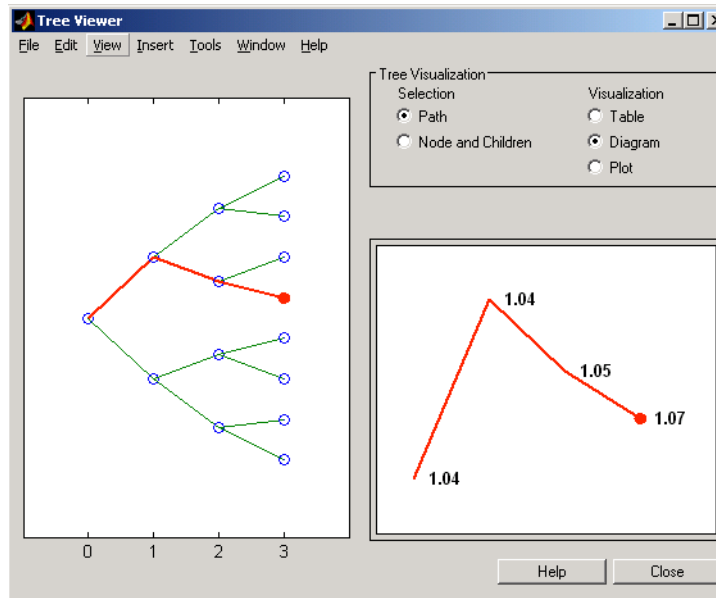 Tree Viewer
File Edit View Insert Tools Window Help
Tree Visualization
Selection
Path
Node and Children
Visualization
Table
Diagram
Plot
0 1 2 3
1.04
1.05
1.07
1.04
Help Close